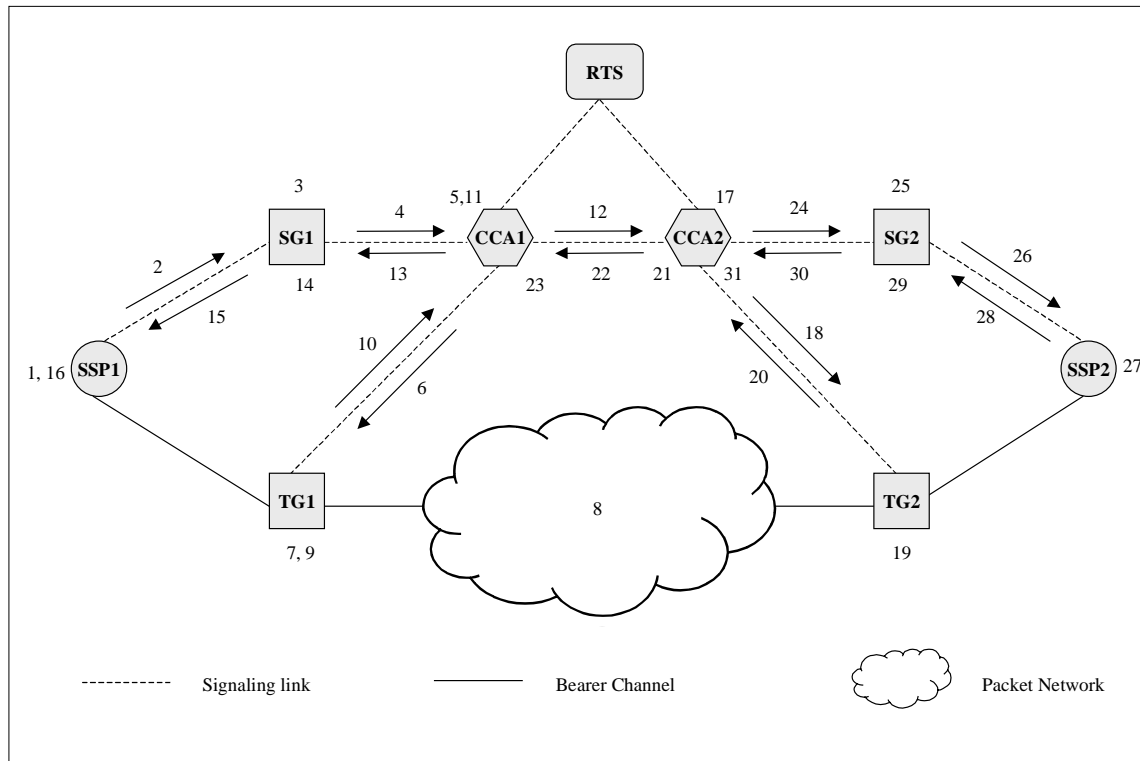 RTS
5,11
17
3
25
4
12
24
SG1
CCA1
CCA2
SG2
2
26
13
22
30
14
23
21
31
29
15
28
10
18
1, 16
SSP1
SSP2
27
6
20
TG1
8
TG2
7, 9
19
Signaling link
Bearer Channel
Packet Network